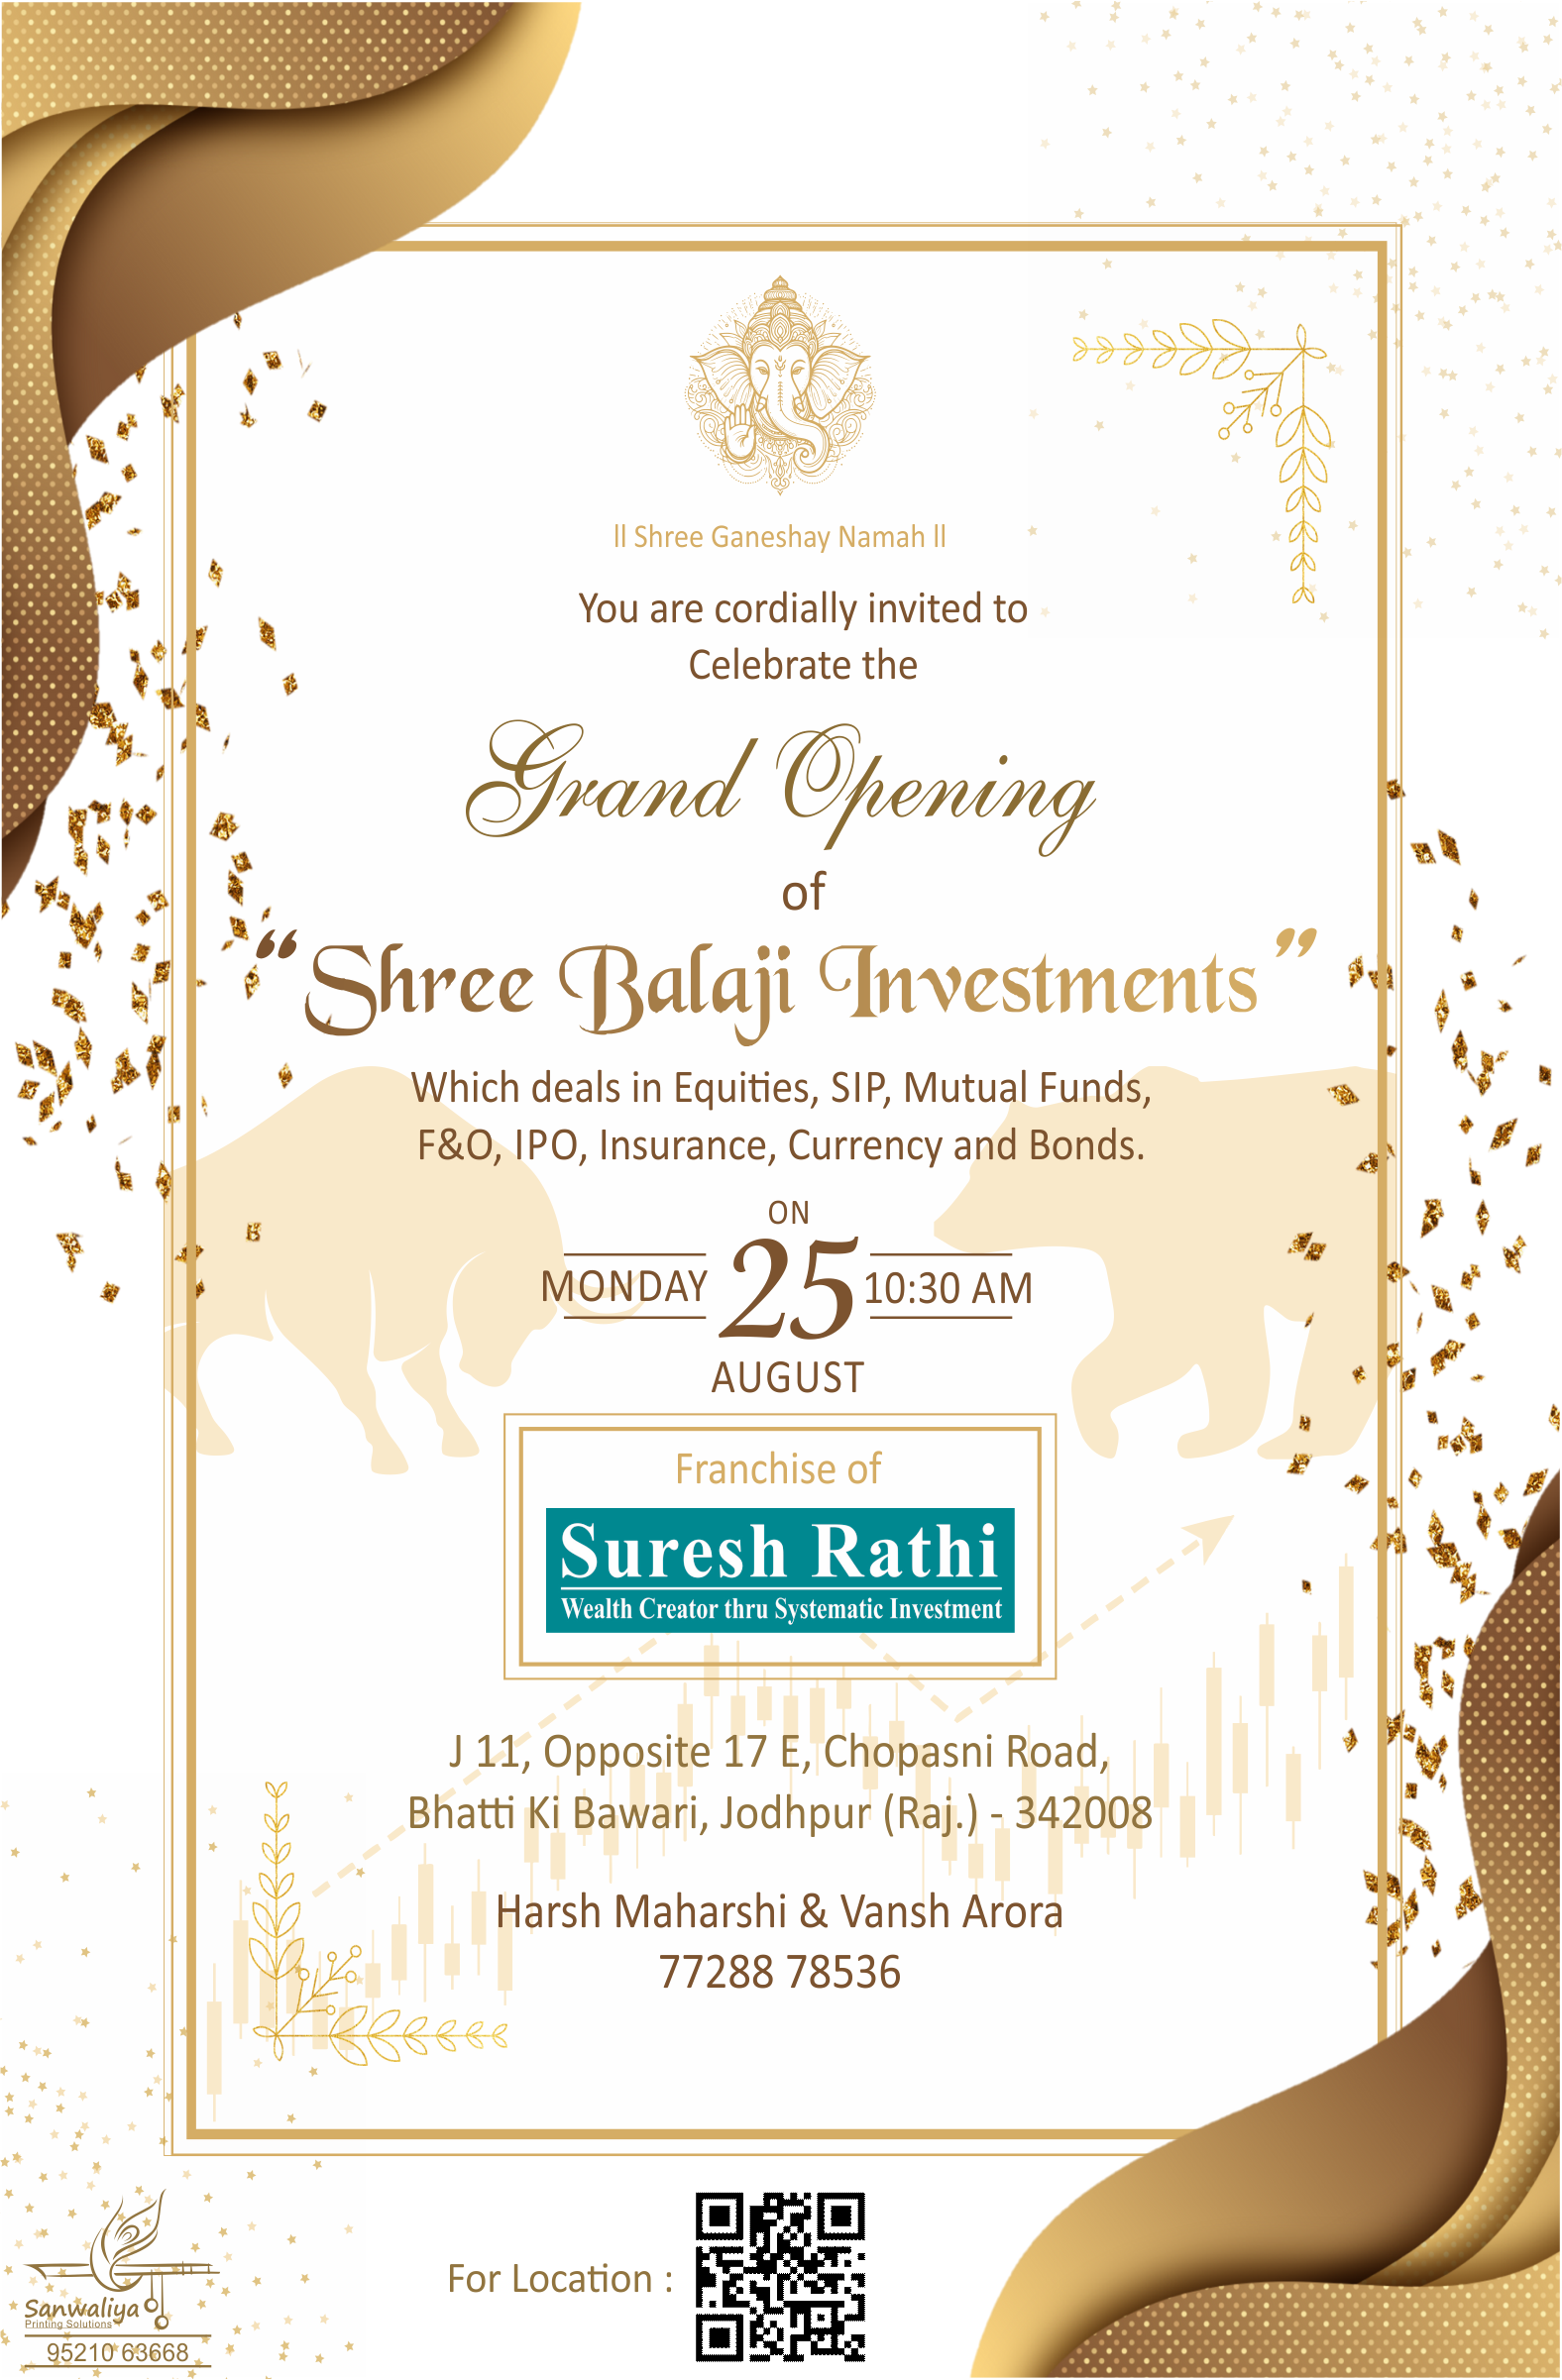 ll Shree Ganeshay Namah ll
You are cordially invited to
Celebrate the
Grand Opening
of
“Shree Balaji Investments”
Which deals in Equities, SIP, Mutual Funds,
F&O, IPO, Insurance, Currency and Bonds.
ON
MONDAY 25 10:30 AM
AUGUST
Franchise of
Suresh Rathi
Wealth Creator thru Systematic Investment
J 11, Opposite 17 E, Chopasni Road,
Bhatti Ki Bawari, Jodhpur (Raj.) - 342008
Harsh Maharshi & Vansh Arora
77288 78536
For Location :
Sanwaliya
Printing Solutions
95210 63668